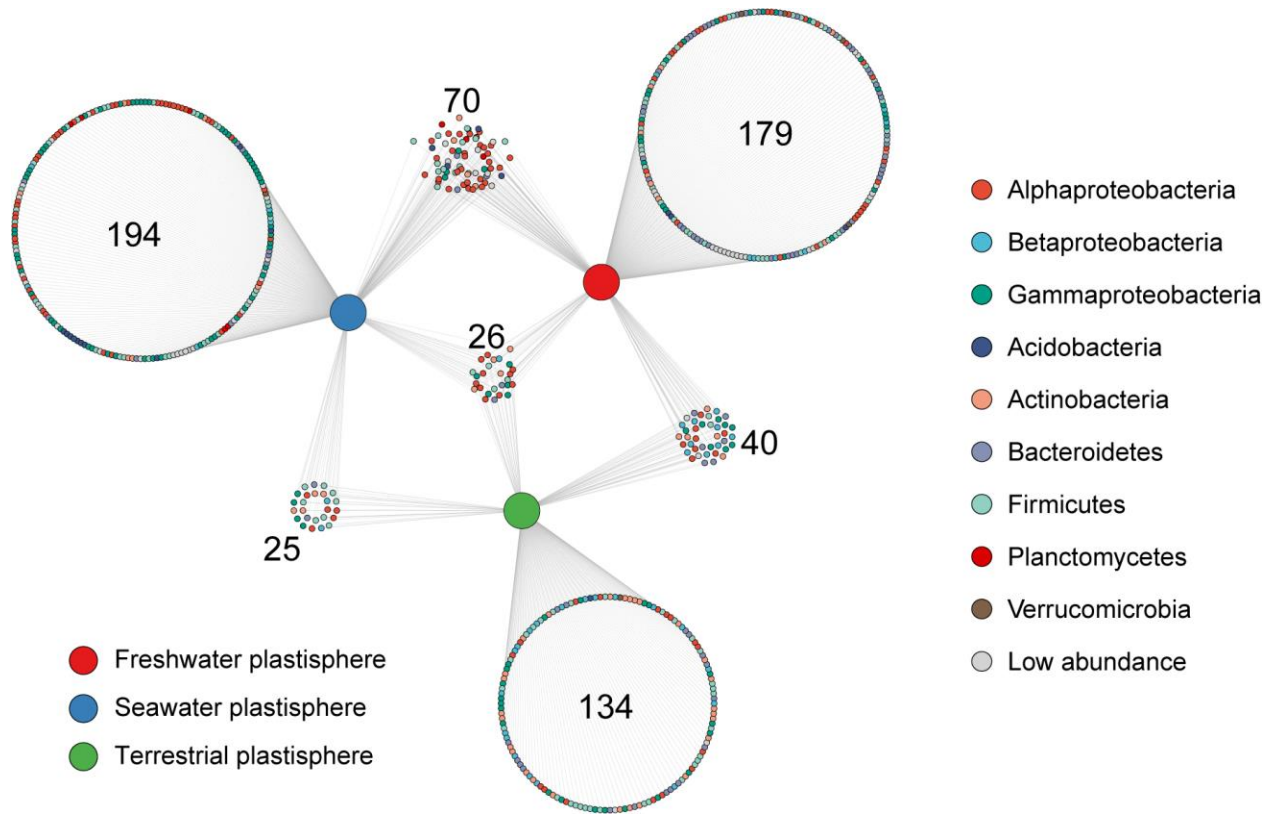 70
179
194
26
40
25
134
Alphaproteobacteria
Betaproteobacteria
Gammaproteobacteria
Acidobacteria
Actinobacteria
Bacteroidetes
Firmicutes
Planctomycetes
Verrucomicrobia
Low abundance
Freshwater plastisphere
Seawater plastisphere
Terrestrial plastisphere